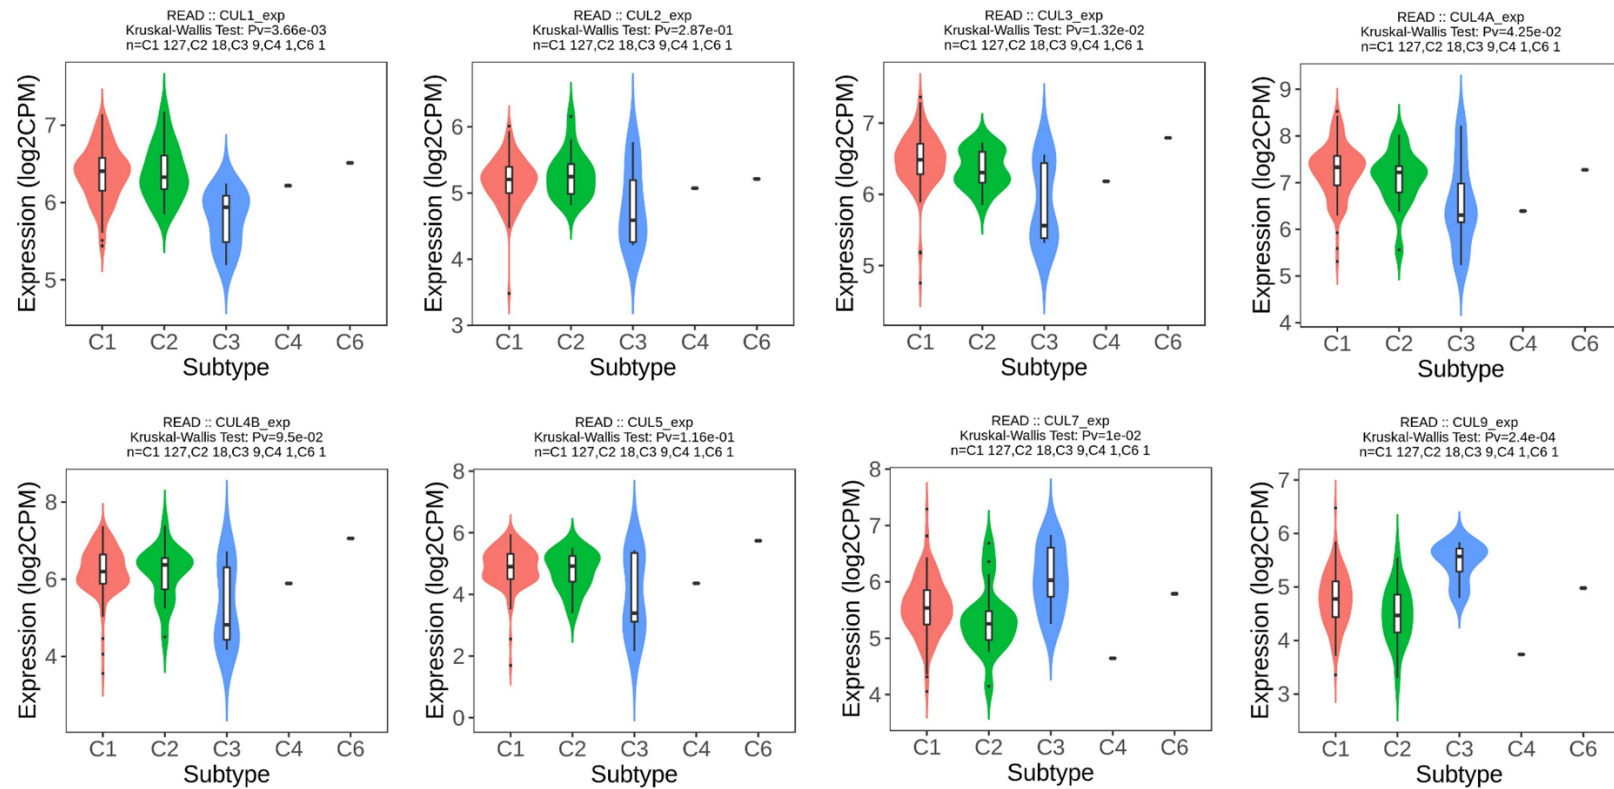 READ :: CUL1_exp
Kruskal-Wallis Test: Pv=3.66e-03
n=C1 127,C2 18,C3 9,C4 1,C6 1
Expression (log2CPM)
7
6
5
C1 C2 C3 C4 C6
Subtype
READ :: CUL2_exp
Kruskal-Wallis Test: Pv=2.87e-01
n=C1 127,C2 18,C3 9,C4 1,C6 1
Expression (log2CPM)
6
5
4
3
C1 C2 C3 C4 C6
Subtype
READ :: CUL3_exp
Kruskal-Wallis Test: Pv=1.32e-02
n=C1 127,C2 18,C3 9,C4 1,C6 1
Expression (log2CPM)
7
6
5
C1 C2 C3 C4 C6
Subtype
READ :: CUL4A_exp
Kruskal-Wallis Test: Pv=4.25e-02
n=C1 127,C2 18,C3 9,C4 1,C6 1
Expression (log2CPM)
9
8
7
6
5
4
C1 C2 C3 C4 C6
Subtype
READ :: CUL4B_exp
Kruskal-Wallis Test: Pv=9.5e-02
n=C1 127,C2 18,C3 9,C4 1,C6 1
Expression (log2CPM)
8
6
4
C1 C2 C3 C4 C6
Subtype
READ :: CUL5_exp
Kruskal-Wallis Test: Pv=1.16e-01
n=C1 127,C2 18,C3 9,C4 1,C6 1
Expression (log2CPM)
8
6
4
2
0
C1 C2 C3 C4 C6
Subtype
READ :: CUL7_exp
Kruskal-Wallis Test: Pv=1e-02
n=C1 127,C2 18,C3 9,C4 1,C6 1
Expression (log2CPM)
8
7
6
5
4
C1 C2 C3 C4 C6
Subtype
READ :: CUL9_exp
Kruskal-Wallis Test: Pv=2.4e-04
n=C1 127,C2 18,C3 9,C4 1,C6 1
Expression (log2CPM)
7
6
5
4
3
C1 C2 C3 C4 C6
Subtype